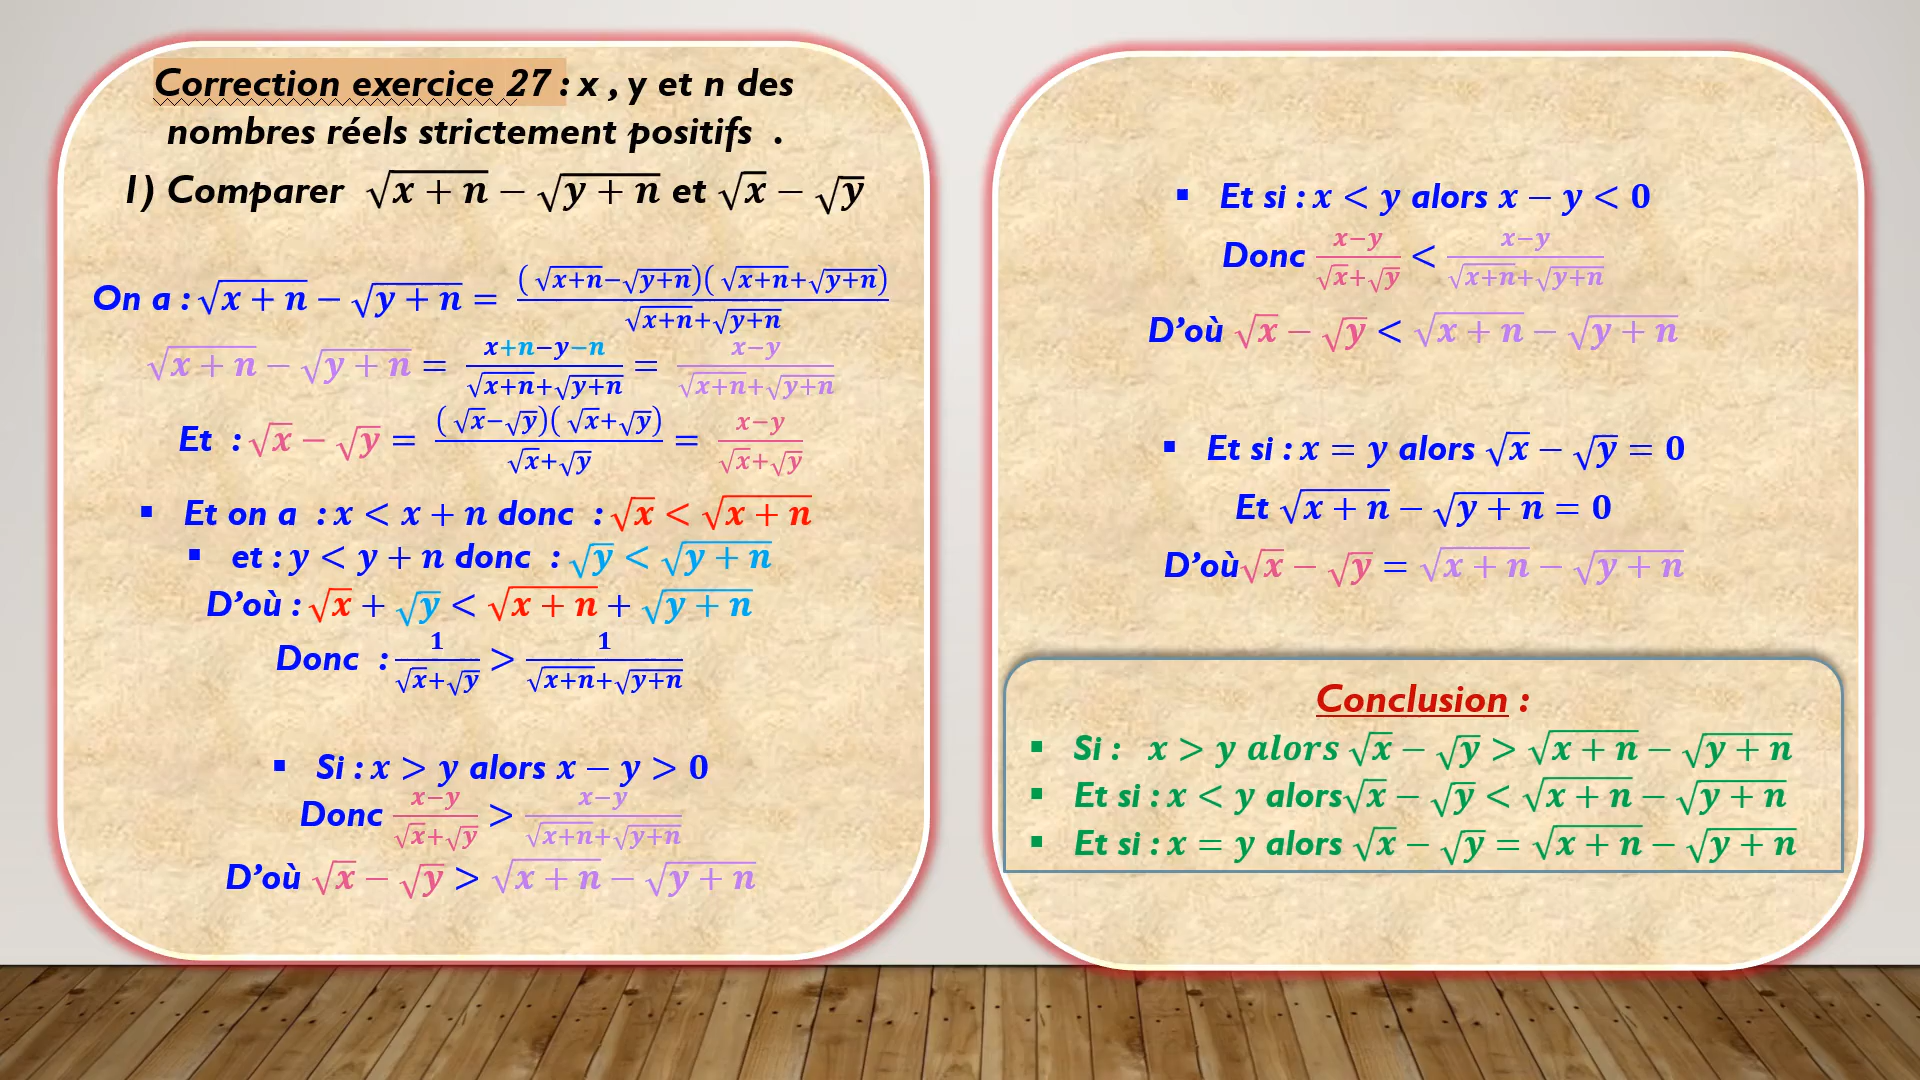 Correction exercice 27 : x , y et n des
nombres réels strictement positifs .
1) Comparer √(x + n) − √(y + n) et √x − √y
On a : √(x + n) − √(y + n) = ((√(x+n)−√(y+n))(√(x+n)+√(y+n)))/(√(x+n)+√(y+n))
√(x + n) − √(y + n) = (x+n−y−n)/(√(x+n)+√(y+n)) = (x−y)/(√(x+n)+√(y+n))
Et : √x − √y = ((√x−√y)(√x+√y))/(√x+√y) = (x−y)/(√x+√y)
▪ Et on a : x < x + n donc : √x < √(x + n)
▪ et : y < y + n donc : √y < √(y + n)
D’où : √x + √y < √(x + n) + √(y + n)
Donc : 1/(√x+√y) > 1/(√(x+n)+√(y+n))
▪ Si : x > y alors x − y > 0
Donc (x−y)/(√x+√y) > (x−y)/(√(x+n)+√(y+n))
D’où √x − √y > √(x + n) − √(y + n)
▪ Et si : x < y alors x − y < 0
Donc (x−y)/(√x+√y) < (x−y)/(√(x+n)+√(y+n))
D’où √x − √y < √(x + n) − √(y + n)
▪ Et si : x = y alors √x − √y = 0
Et √(x + n) − √(y + n) = 0
D’où√x − √y = √(x + n) − √(y + n)
Conclusion :
▪ Si : x > y alors √x − √y > √(x + n) − √(y + n)
▪ Et si : x < y alors√x − √y < √(x + n) − √(y + n)
▪ Et si : x = y alors √x − √y = √(x + n) − √(y + n)